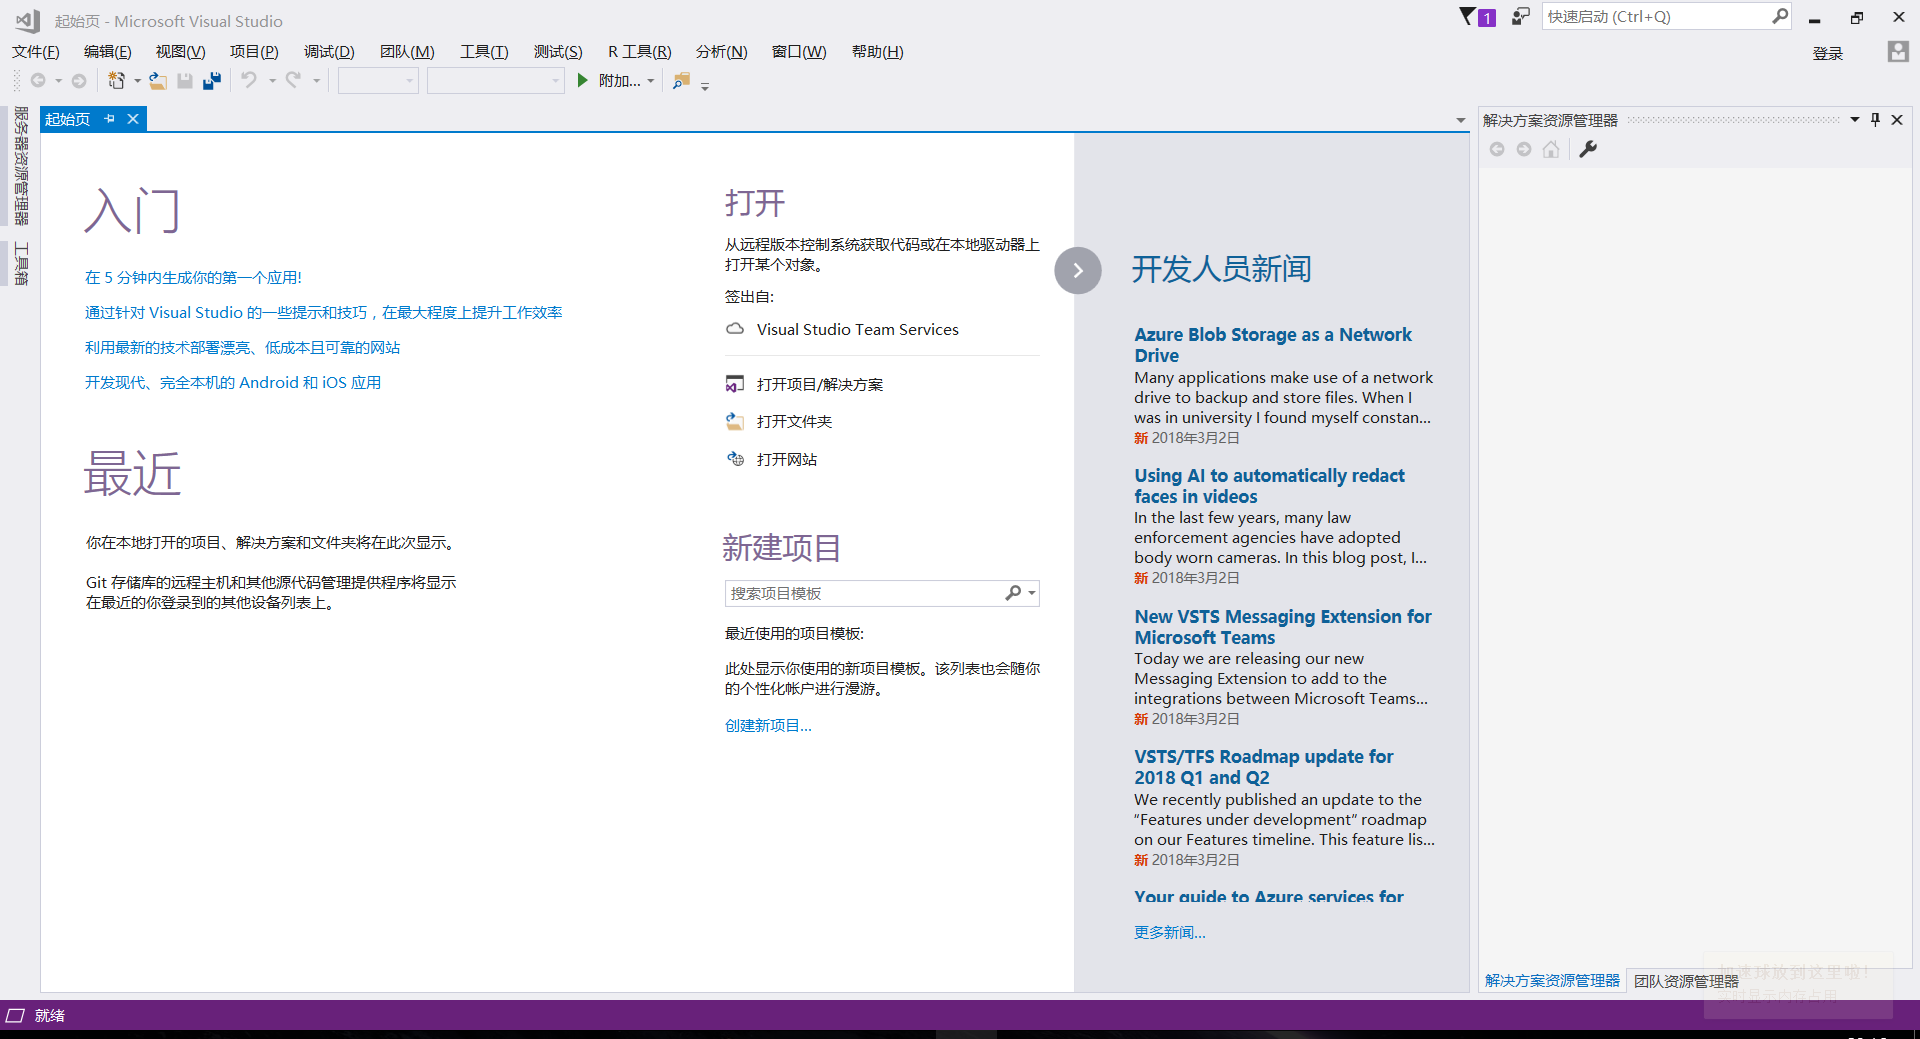 起始页 - Microsoft Visual Studio
1
快速启动 (Ctrl+Q)
文件(F) 编辑(E) 视图(V) 项目(P) 调试(D) 团队(M) 工具(T) 测试(S) R 工具(R) 分析(N) 窗口(W) 帮助(H)
登录
附加...
服务器资源管理器
工具箱
起始页
入门
在 5 分钟内生成你的第一个应用!
通过针对 Visual Studio 的一些提示和技巧，在最大程度上提升工作效率
利用最新的技术部署漂亮、低成本且可靠的网站
开发现代、完全本机的 Android 和 iOS 应用
最近
你在本地打开的项目、解决方案和文件夹将在此次显示。
Git 存储库的远程主机和其他源代码管理提供程序将显示
在最近的你登录到的其他设备列表上。
打开
从远程版本控制系统获取代码或在本地驱动器上
打开某个对象。
签出自:
Visual Studio Team Services
打开项目/解决方案
打开文件夹
打开网站
新建项目
搜索项目模板
最近使用的项目模板:
此处显示你使用的新项目模板。该列表也会随你
的个性化帐户进行漫游。
创建新项目...
开发人员新闻
Azure Blob Storage as a Network
Drive
Many applications make use of a network
drive to backup and store files. When I
was in university I found myself constan...
新 2018年3月2日
Using AI to automatically redact
faces in videos
In the last few years, many law
enforcement agencies have adopted
body worn cameras. In this blog post, I...
新 2018年3月2日
New VSTS Messaging Extension for
Microsoft Teams
Today we are releasing our new
Messaging Extension to add to the
integrations between Microsoft Teams...
新 2018年3月2日
VSTS/TFS Roadmap update for
2018 Q1 and Q2
We recently published an update to the
“Features under development” roadmap
on our Features timeline. This feature lis...
新 2018年3月2日
Your guide to Azure services for
更多新闻...
解决方案资源管理器
解决方案资源管理器 团队资源管理器
加速球放到这里啦！
实时显示内存占用
就绪